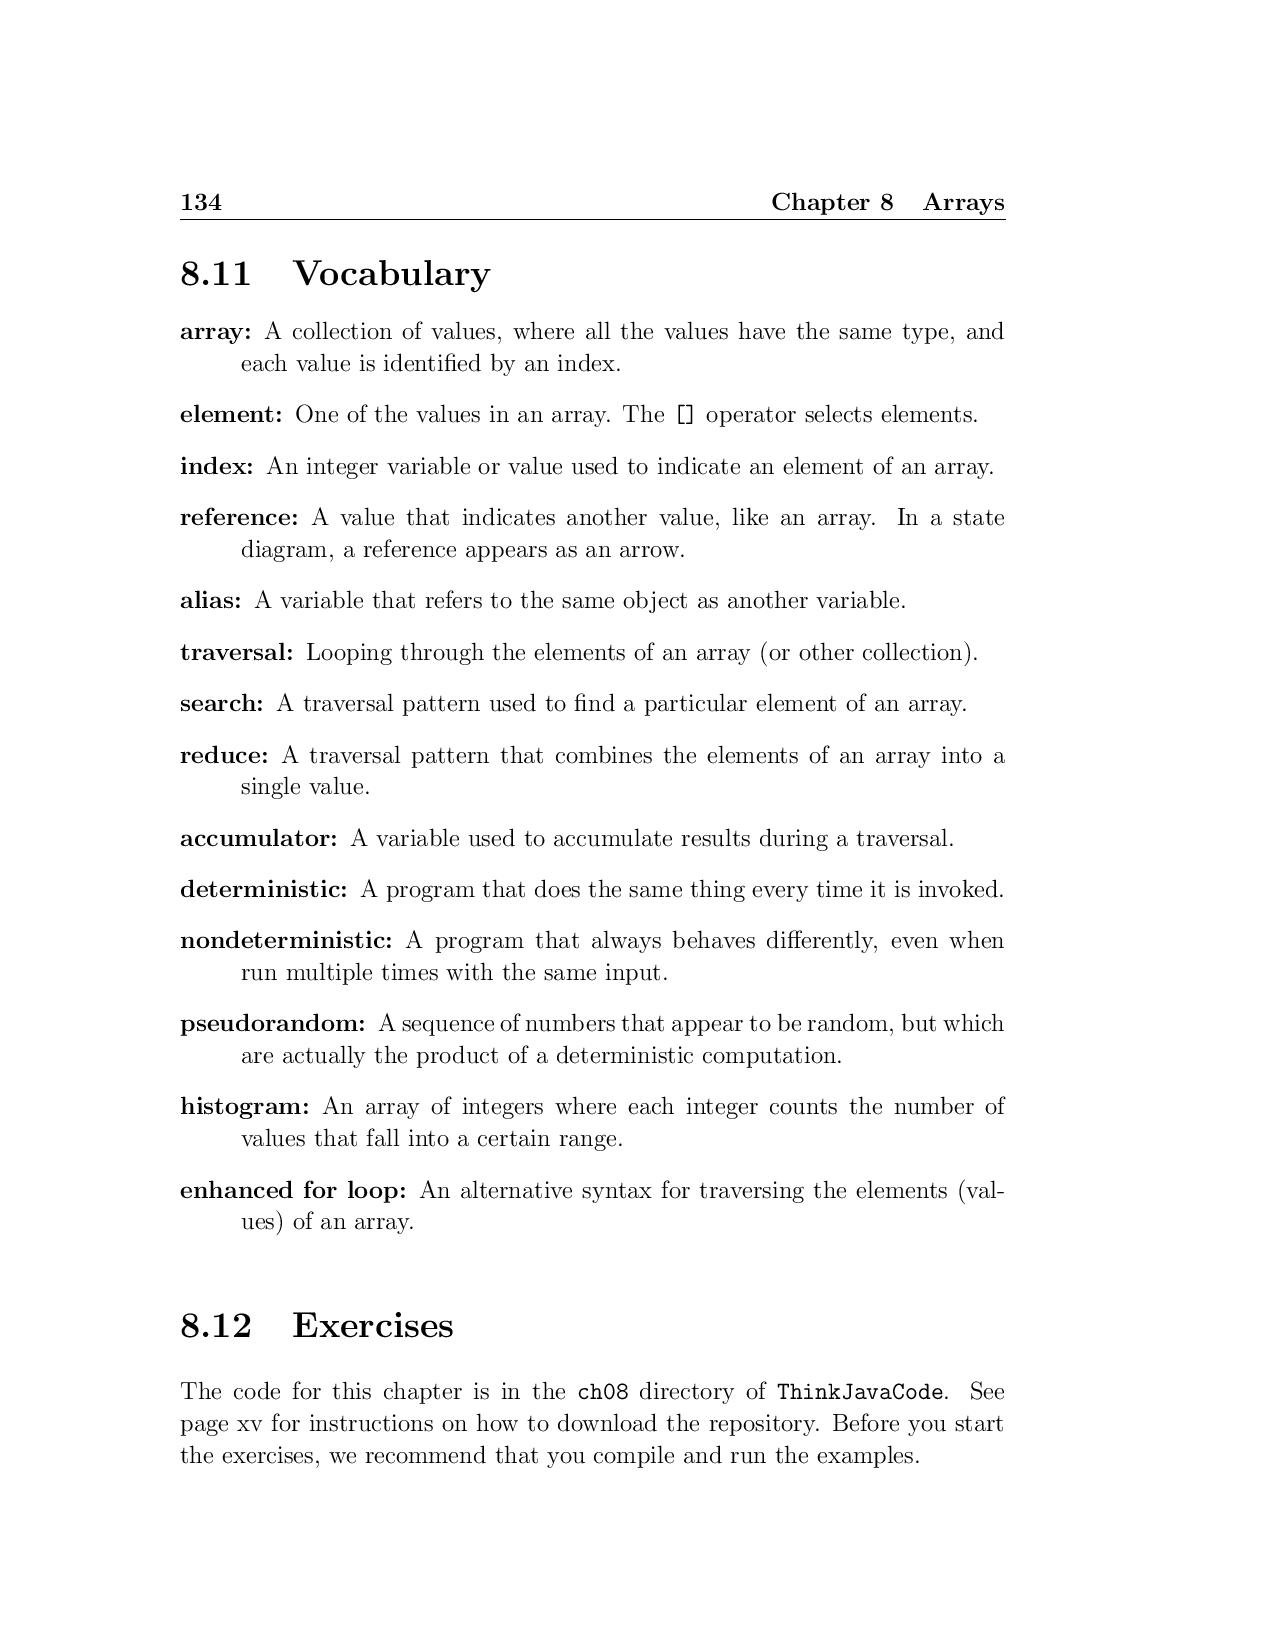 134 Chapter 8 Arrays
8.11 Vocabulary
array: A collection of values, where all the values have the same type, and
each value is identified by an index.
element: One of the values in an array. The [] operator selects elements.
index: An integer variable or value used to indicate an element of an array.
reference: A value that indicates another value, like an array. In a state
diagram, a reference appears as an arrow.
alias: A variable that refers to the same object as another variable.
traversal: Looping through the elements of an array (or other collection).
search: A traversal pattern used to find a particular element of an array.
reduce: A traversal pattern that combines the elements of an array into a
single value.
accumulator: A variable used to accumulate results during a traversal.
deterministic: A program that does the same thing every time it is invoked.
nondeterministic: A program that always behaves differently, even when
run multiple times with the same input.
pseudorandom: A sequence of numbers that appear to be random, but which
are actually the product of a deterministic computation.
histogram: An array of integers where each integer counts the number of
values that fall into a certain range.
enhanced for loop: An alternative syntax for traversing the elements (val-
ues) of an array.
8.12 Exercises
The code for this chapter is in the ch08 directory of ThinkJavaCode. See
page xv for instructions on how to download the repository. Before you start
the exercises, we recommend that you compile and run the examples.